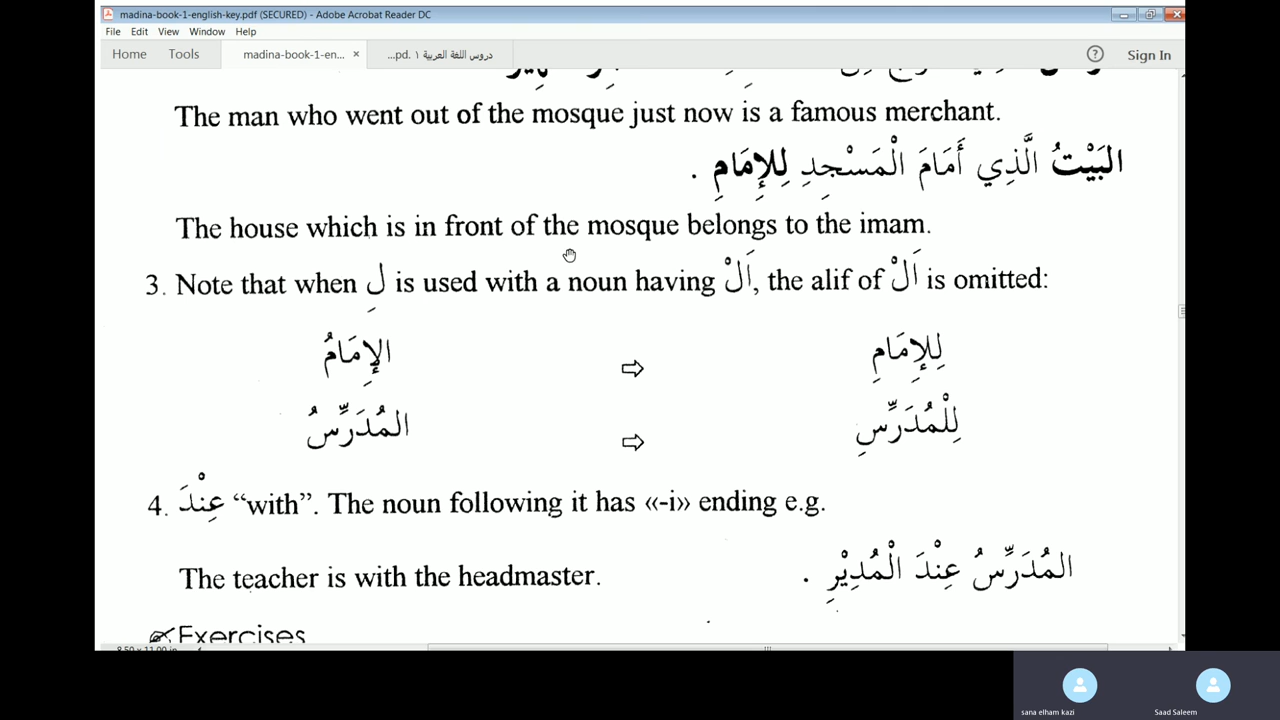 madina-book-1-english-key.pdf (SECURED) - Adobe Acrobat Reader DC
File Edit View Window Help
Home Tools madina-book-1-en... × دروس اللغة العربية ١ .pd... ? Sign In
The man who went out of the mosque just now is a famous merchant.
البَيْتُ الَّذِي أَمَامَ الْمَسْجِدِ لِلإِمَامِ .
The house which is in front of the mosque belongs to the imam.
3. Note that when لِ is used with a noun having اَلْ, the alif of اَلْ is omitted:
الإِمَامُ ⇨ لِلإِمَامِ
المُدَرِّسُ ⇨ لِلْمُدَرِّسِ
4. عِنْدَ “with”. The noun following it has «-i» ending e.g.
The teacher is with the headmaster. المُدَرِّسُ عِنْدَ الْمُدِيْرِ .
Exercises
8.50 x 11.00 in
sana elham kazi Saad Saleem